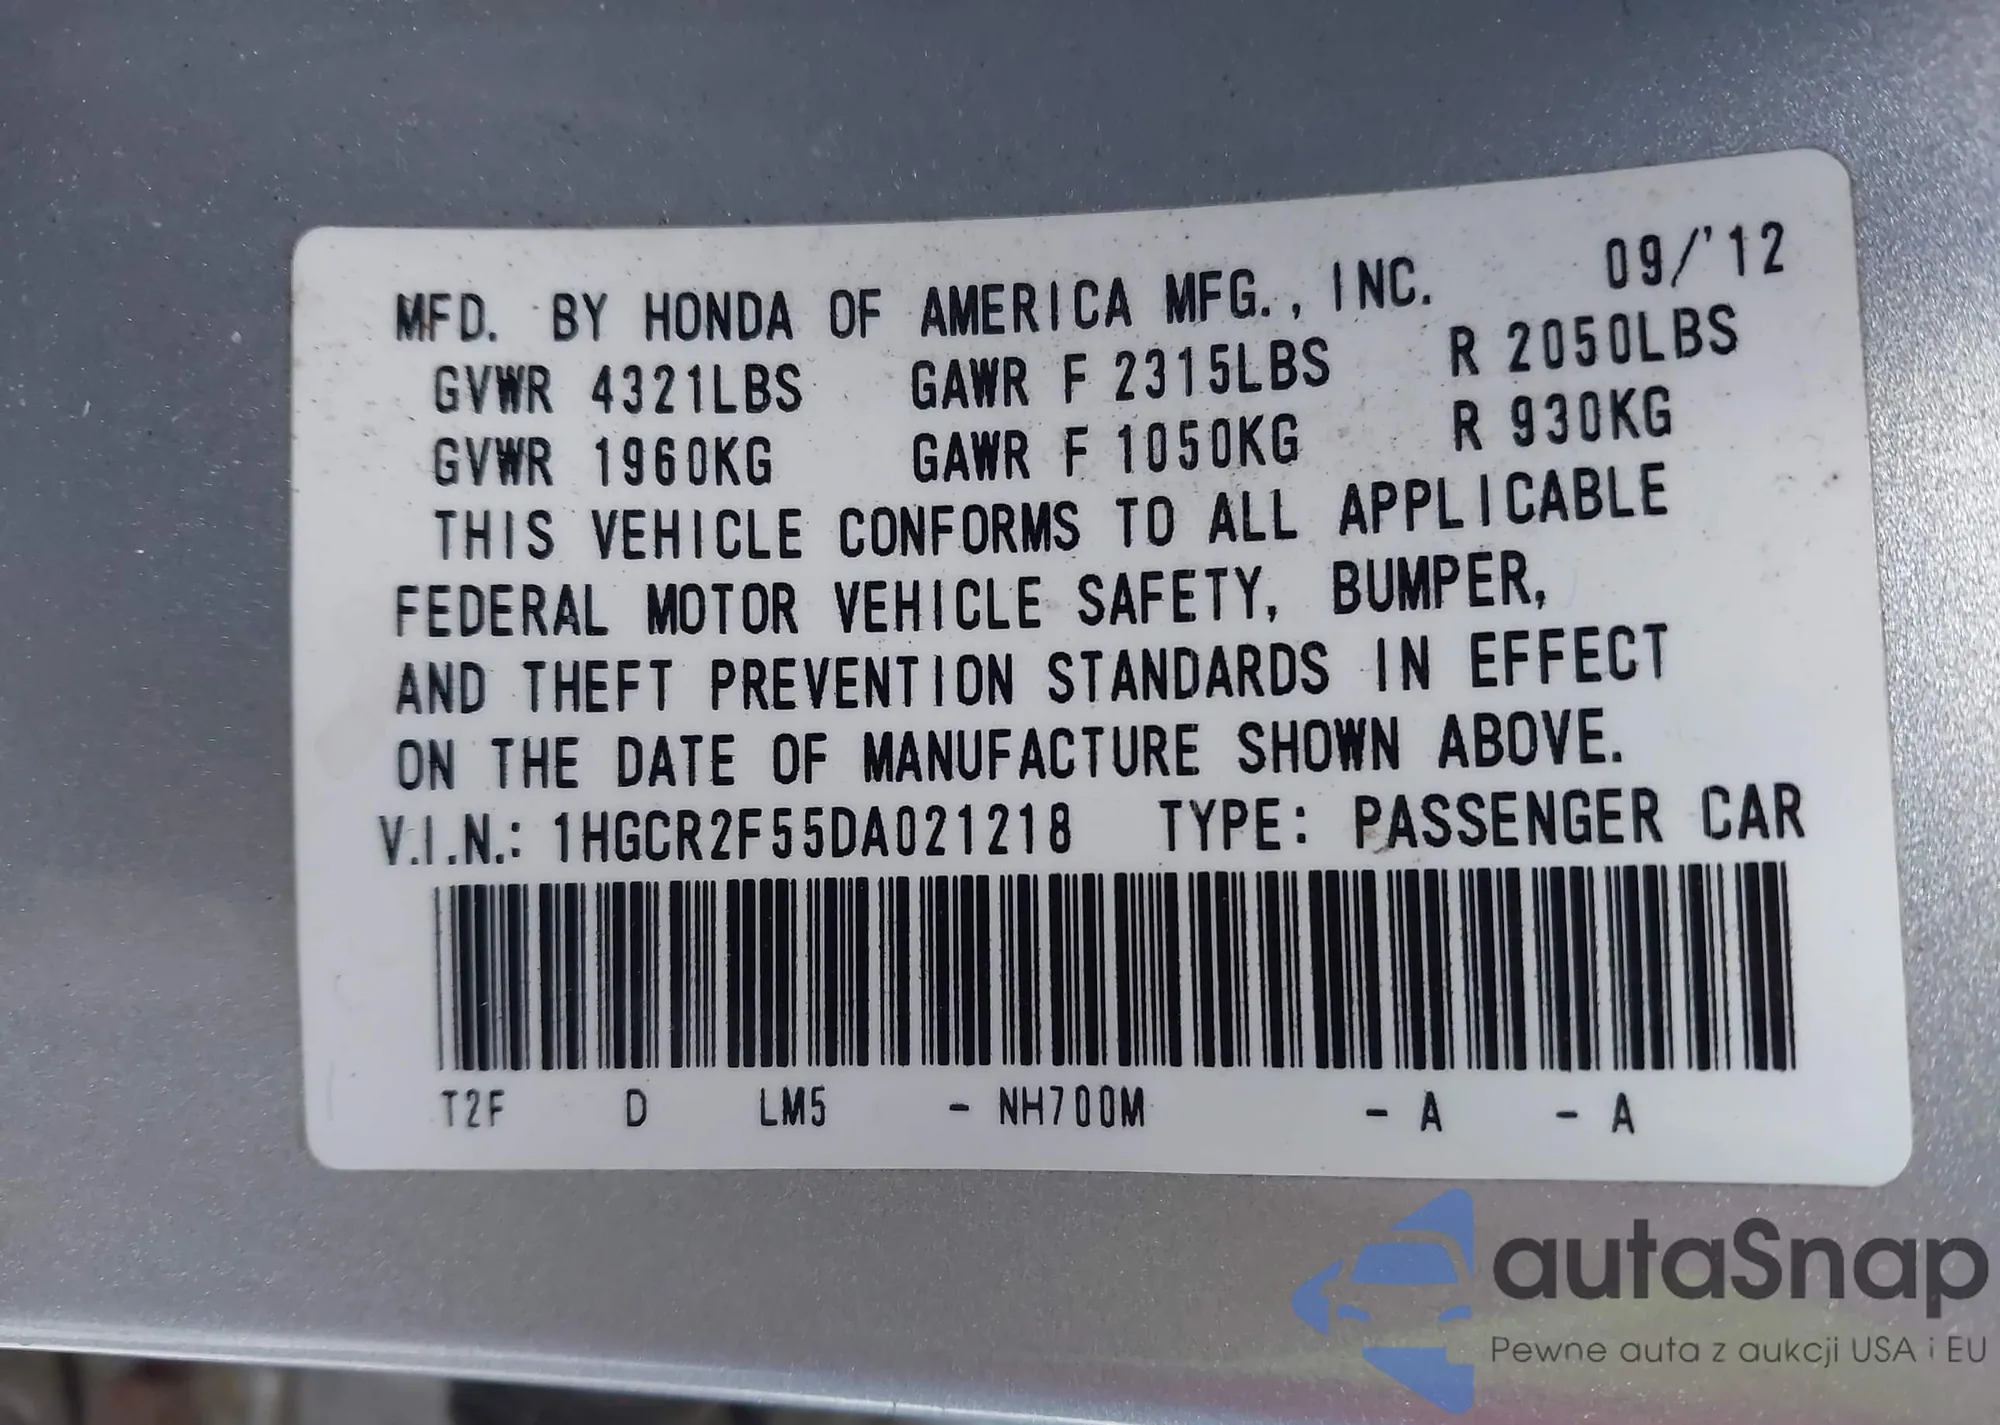 MFD. BY HONDA OF AMERICA MFG., INC. 09/'12
GVWR 4321LBS GAWR F 2315LBS R 2050LBS
GVWR 1960KG GAWR F 1050KG R 930KG
THIS VEHICLE CONFORMS TO ALL APPLICABLE
FEDERAL MOTOR VEHICLE SAFETY, BUMPER,
AND THEFT PREVENTION STANDARDS IN EFFECT
ON THE DATE OF MANUFACTURE SHOWN ABOVE.
V.I.N.: 1HGCR2F55DA021218 TYPE: PASSENGER CAR
T2F D LM5 - NH700M - A - A
autaSnap
Pewne auta z aukcji USA i EU